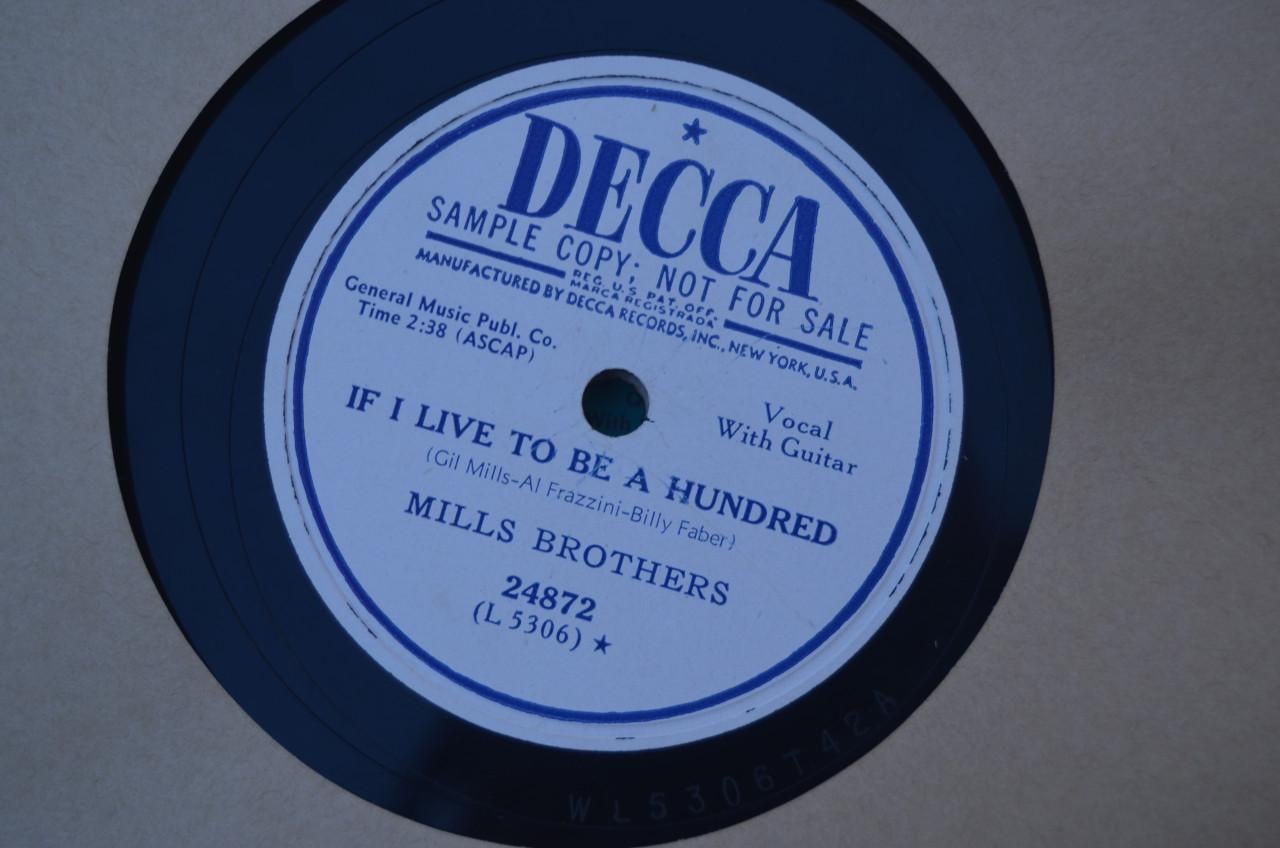 ★
DECCA
SAMPLE COPY; NOT FOR SALE
REG. U.S. PAT. OFF.
MARCA REGISTRADA
MANUFACTURED BY DECCA RECORDS, INC., NEW YORK, U.S.A.
General Music Publ. Co.
Time 2:38 (ASCAP)
Vocal
With Guitar
IF I LIVE TO BE A HUNDRED
(Gil Mills-Al Frazzini-Billy Faber)
MILLS BROTHERS
24872
(L 5306) ★
WL5306T42A